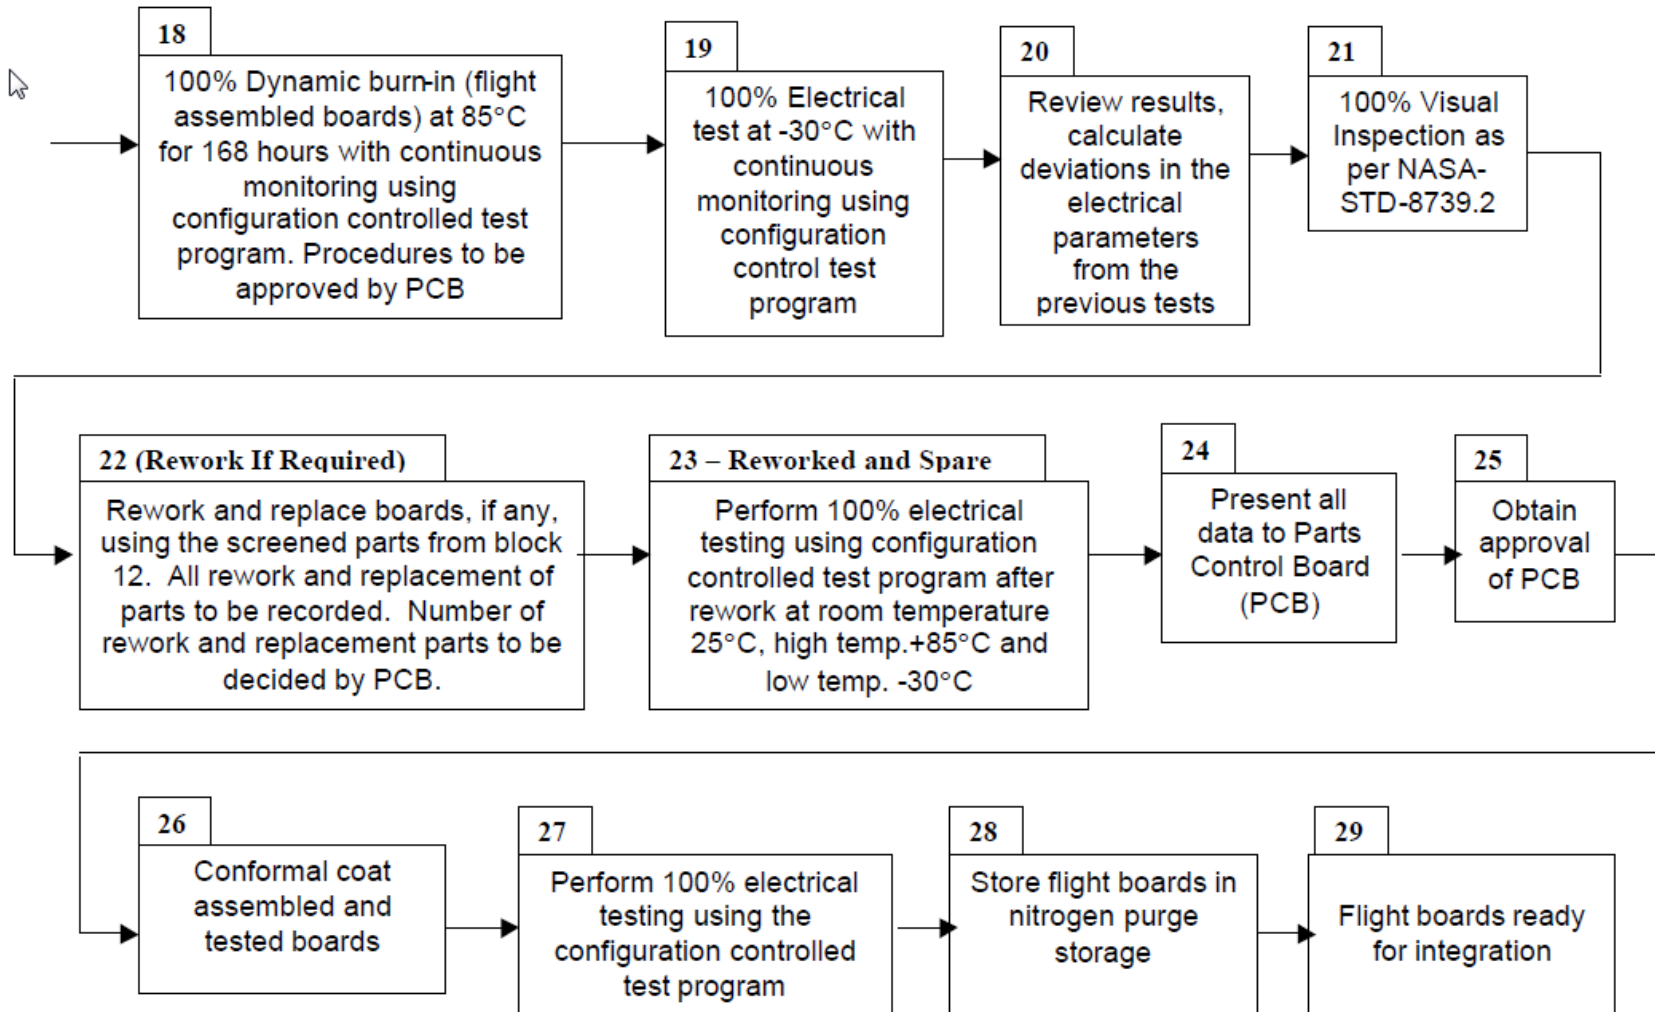 18
100% Dynamic burn-in (flight
assembled boards) at 85°C
for 168 hours with continuous
monitoring using
configuration controlled test
program. Procedures to be
approved by PCB
19
100% Electrical
test at -30°C with
continuous
monitoring using
configuration
control test
program
20
Review results,
calculate
deviations in the
electrical
parameters
from the
previous tests
21
100% Visual
Inspection as
per NASA-
STD-8739.2
22 (Rework If Required)
Rework and replace boards, if any,
using the screened parts from block
12.  All rework and replacement of
parts to be recorded.  Number of
rework and replacement parts to be
decided by PCB.
23 – Reworked and Spare
Perform 100% electrical
testing using configuration
controlled test program after
rework at room temperature
25°C, high temp.+85°C and
low temp. -30°C
24
Present all
data to Parts
Control Board
(PCB)
25
Obtain
approval
of PCB
26
Conformal coat
assembled and
tested boards
27
Perform 100% electrical
testing using the
configuration controlled
test program
28
Store flight boards in
nitrogen purge
storage
29
Flight boards ready
for integration